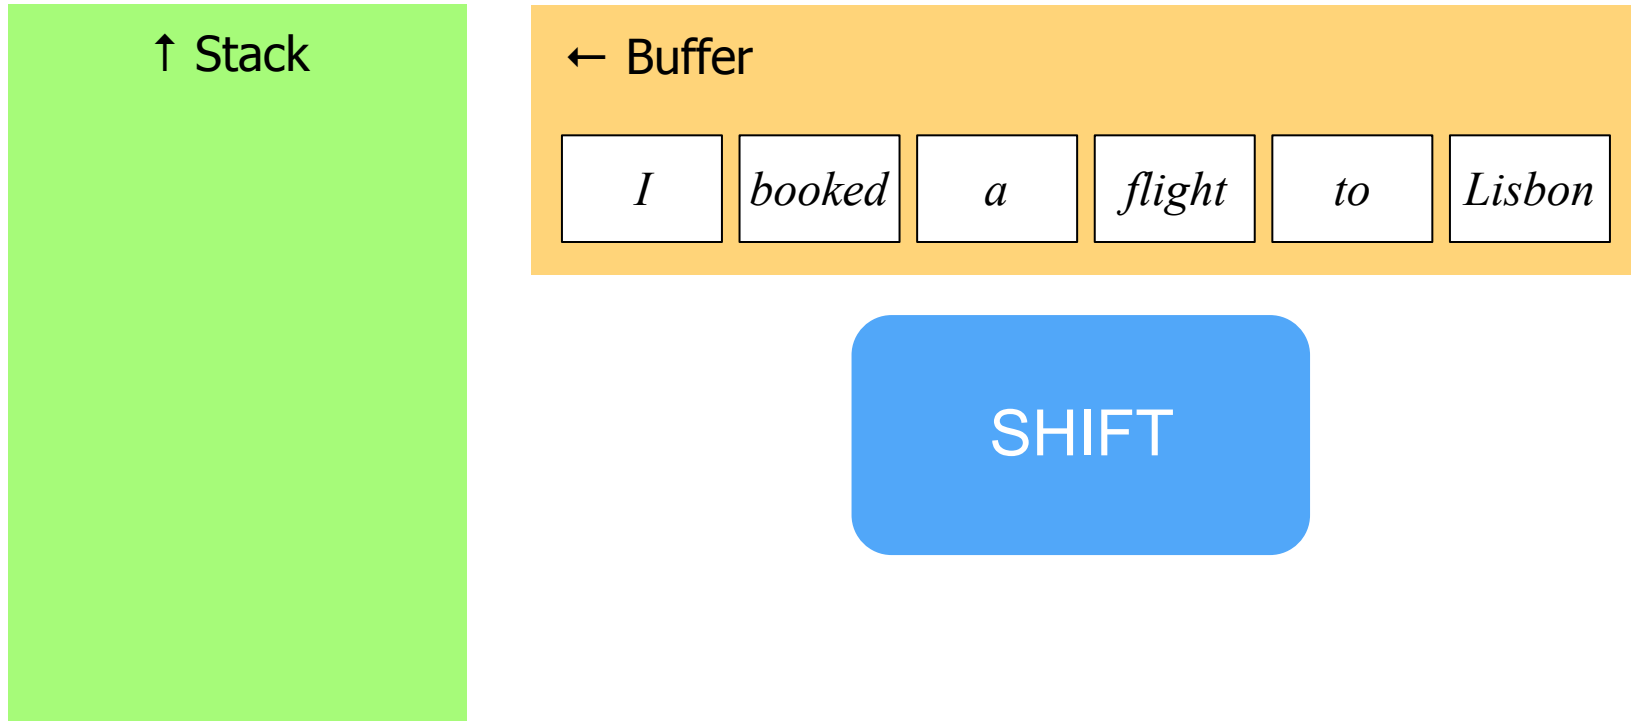 ↑ Stack
← Buffer
I booked a flight to Lisbon
SHIFT